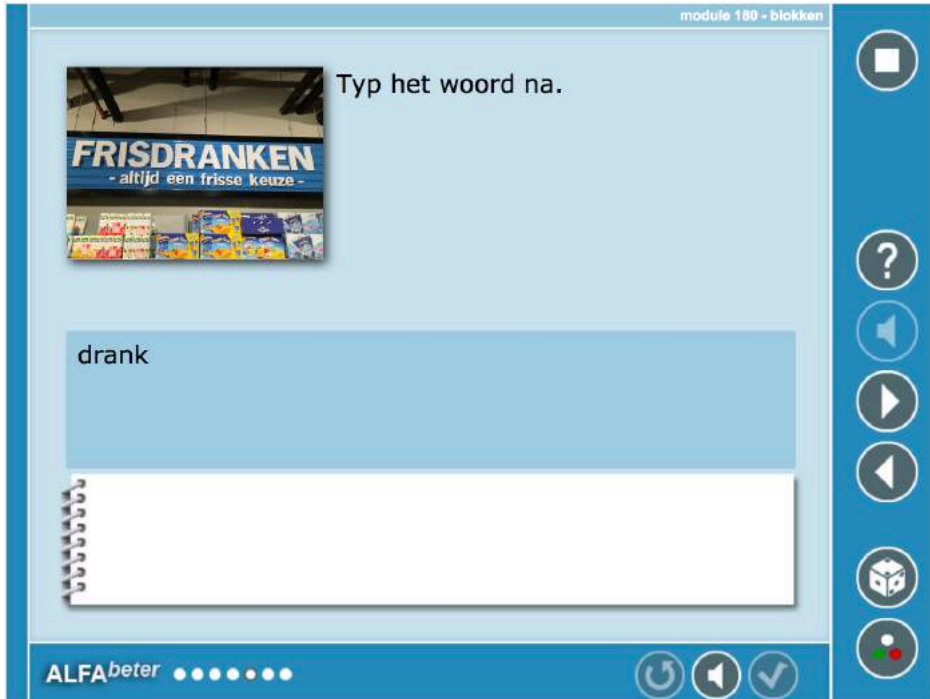 module 180 - blokken
Typ het woord na.
FRISDRANKEN
- altijd een frisse keuze -
drank
?
ALFAbeter